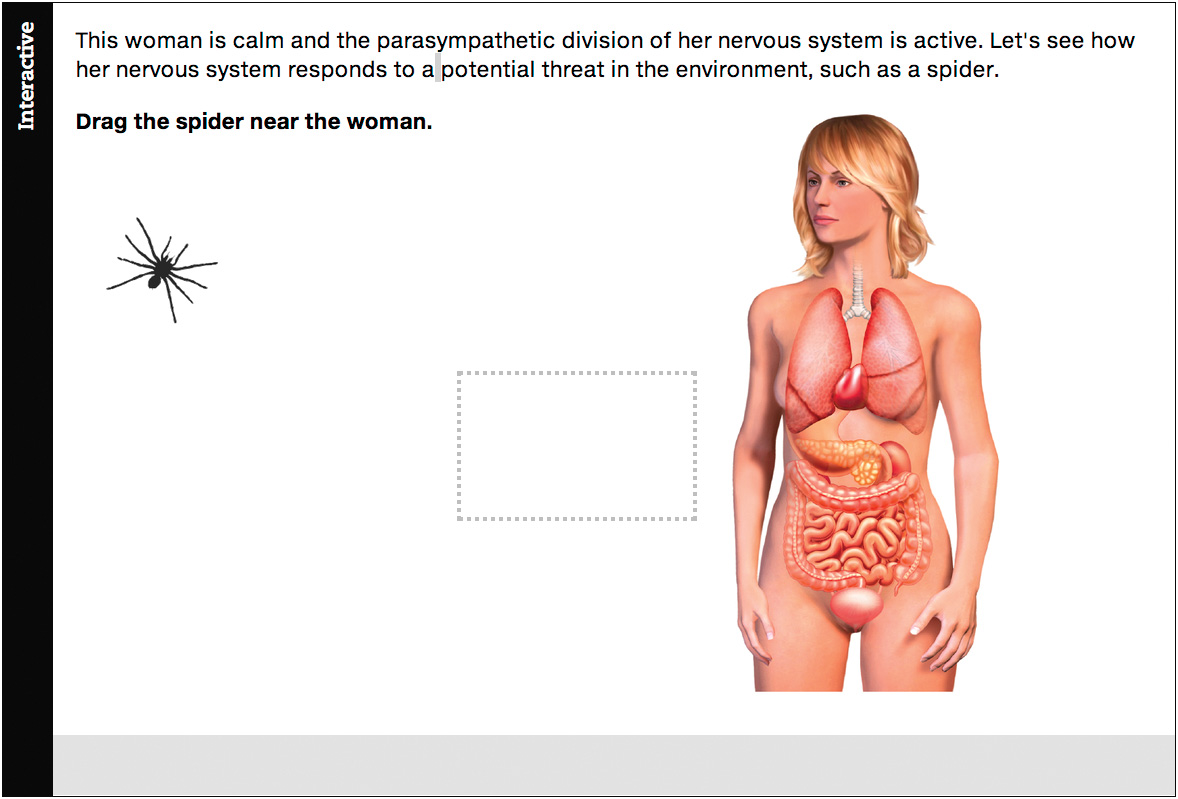 Interactive
This woman is calm and the parasympathetic division of her nervous system is active. Let's see how
her nervous system responds to a potential threat in the environment, such as a spider.
Drag the spider near the woman.